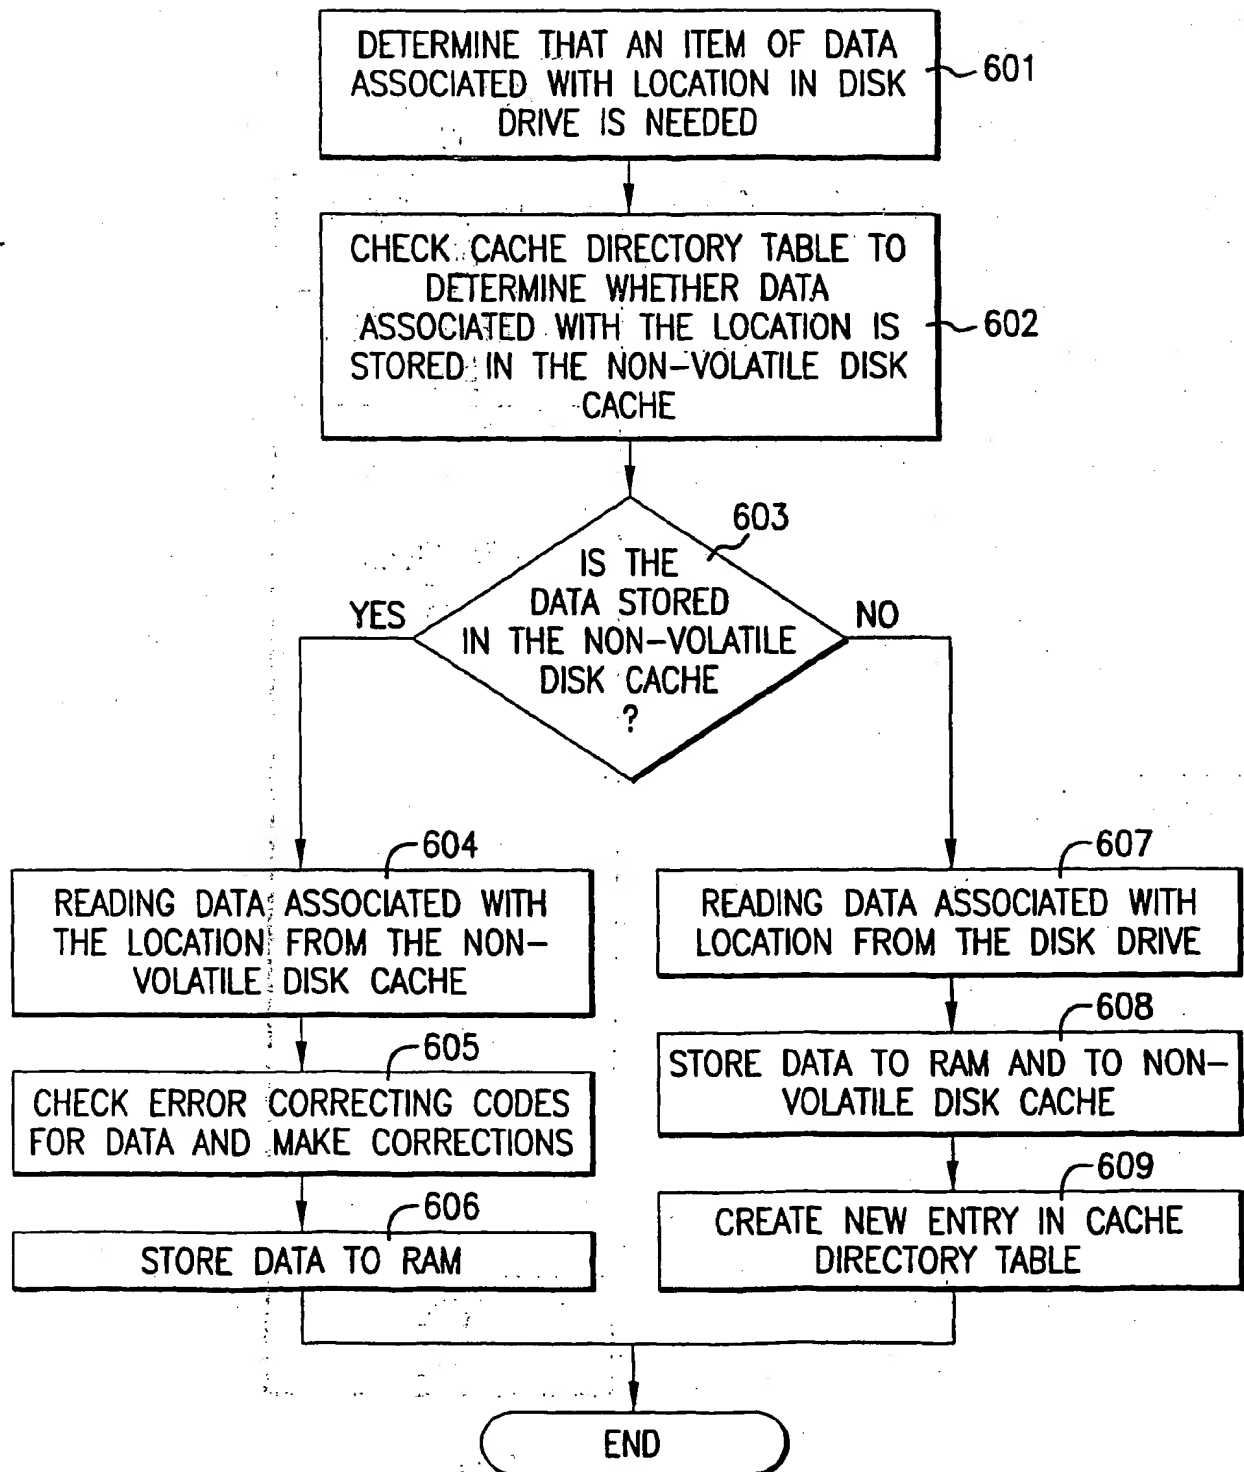 DETERMINE THAT AN ITEM OF DATA
ASSOCIATED WITH LOCATION IN DISK
DRIVE IS NEEDED
601
CHECK CACHE DIRECTORY TABLE TO
DETERMINE WHETHER DATA
ASSOCIATED WITH THE LOCATION IS
STORED IN THE NON-VOLATILE DISK
CACHE
602
603
IS THE
DATA STORED
IN THE NON-VOLATILE
DISK CACHE
?
YES
NO
604
READING DATA ASSOCIATED WITH
THE LOCATION FROM THE NON-
VOLATILE DISK CACHE
605
CHECK ERROR CORRECTING CODES
FOR DATA AND MAKE CORRECTIONS
606
STORE DATA TO RAM
607
READING DATA ASSOCIATED WITH
LOCATION FROM THE DISK DRIVE
608
STORE DATA TO RAM AND TO NON-
VOLATILE DISK CACHE
609
CREATE NEW ENTRY IN CACHE
DIRECTORY TABLE
END